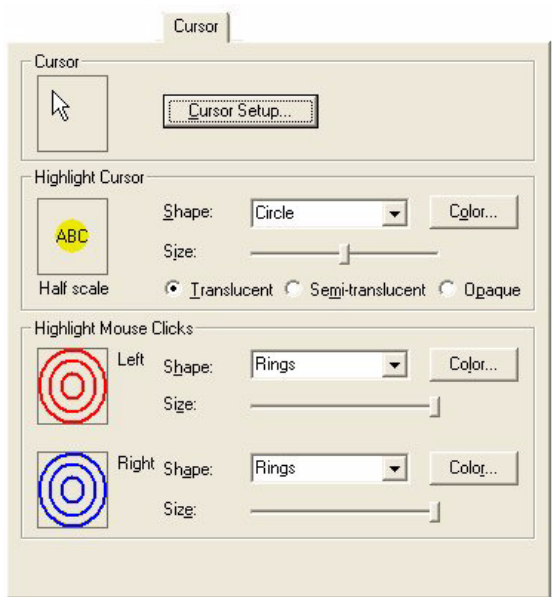 Cursor
Cursor
Cursor Setup...
Highlight Cursor
ABC
Half scale
Shape: Circle Color...
Size:
Translucent Semi-translucent Opaque
Highlight Mouse Clicks
Left Shape: Rings Color...
Size:
Right Shape: Rings Color...
Size: